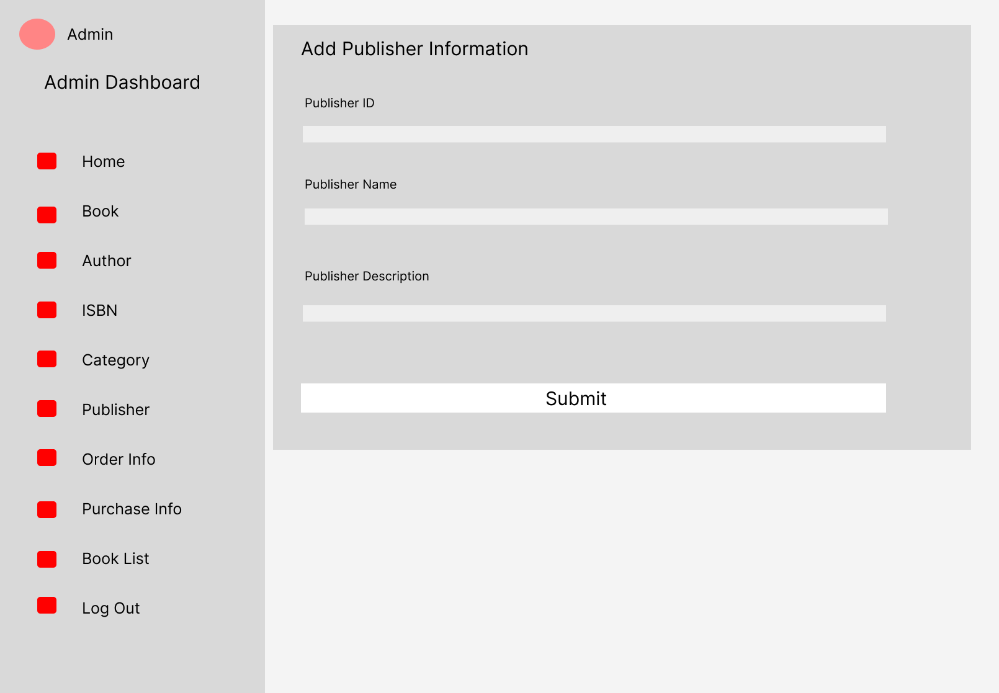 Admin
Admin Dashboard
Home
Book
Author
ISBN
Category
Publisher
Order Info
Purchase Info
Book List
Log Out
Add Publisher Information
Publisher ID
Publisher Name
Publisher Description
Submit